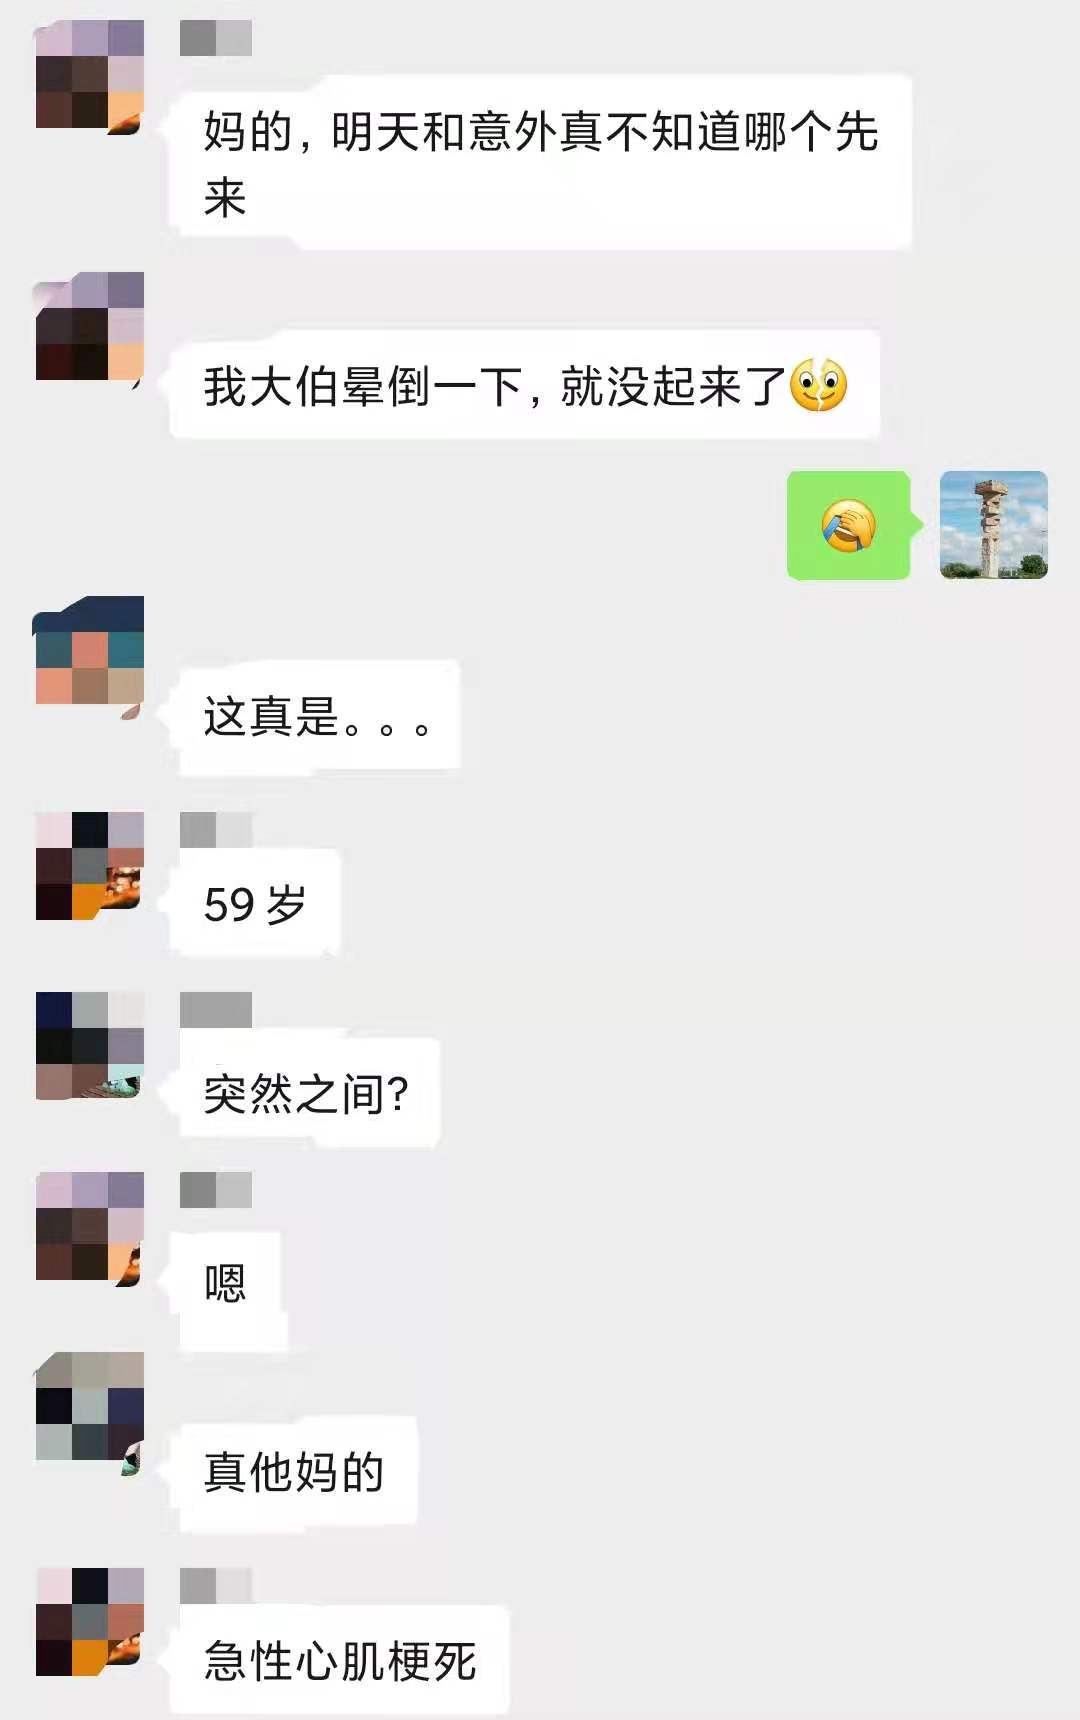 妈的，明天和意外真不知道哪个先
来
我大伯晕倒一下，就没起来了
这真是。。。
59岁
突然之间?
嗯
真他妈的
急性心肌梗死